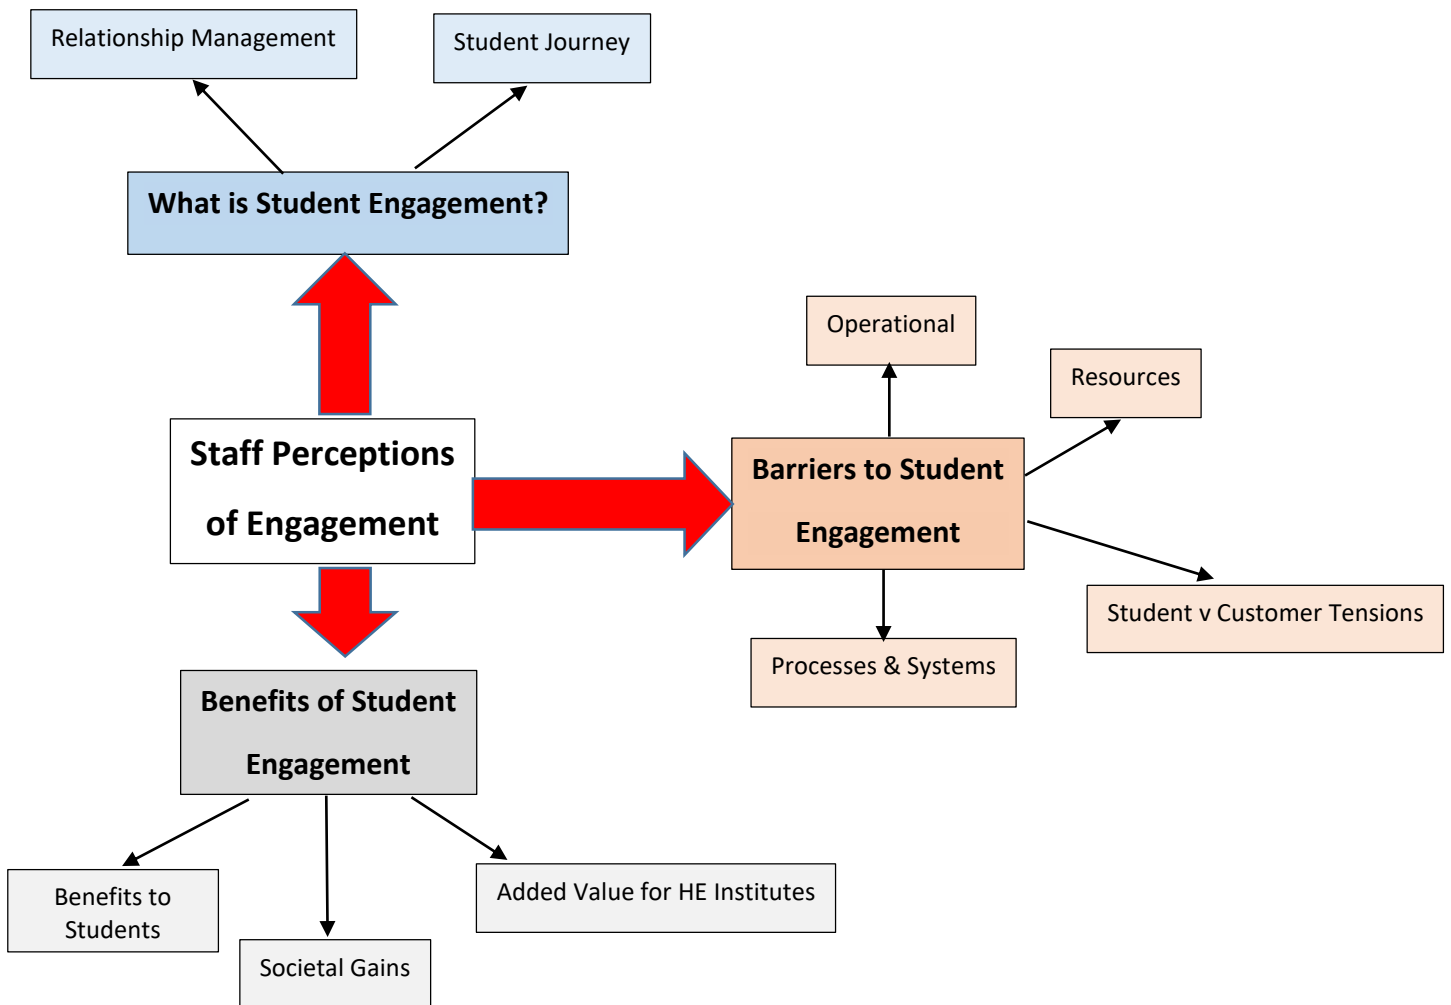 Relationship Management
Student Journey
What is Student Engagement?
Operational
Resources
Staff Perceptions
of Engagement
Barriers to Student
Engagement
Student v Customer Tensions
Processes & Systems
Benefits of Student
Engagement
Benefits to
Students
Added Value for HE Institutes
Societal Gains